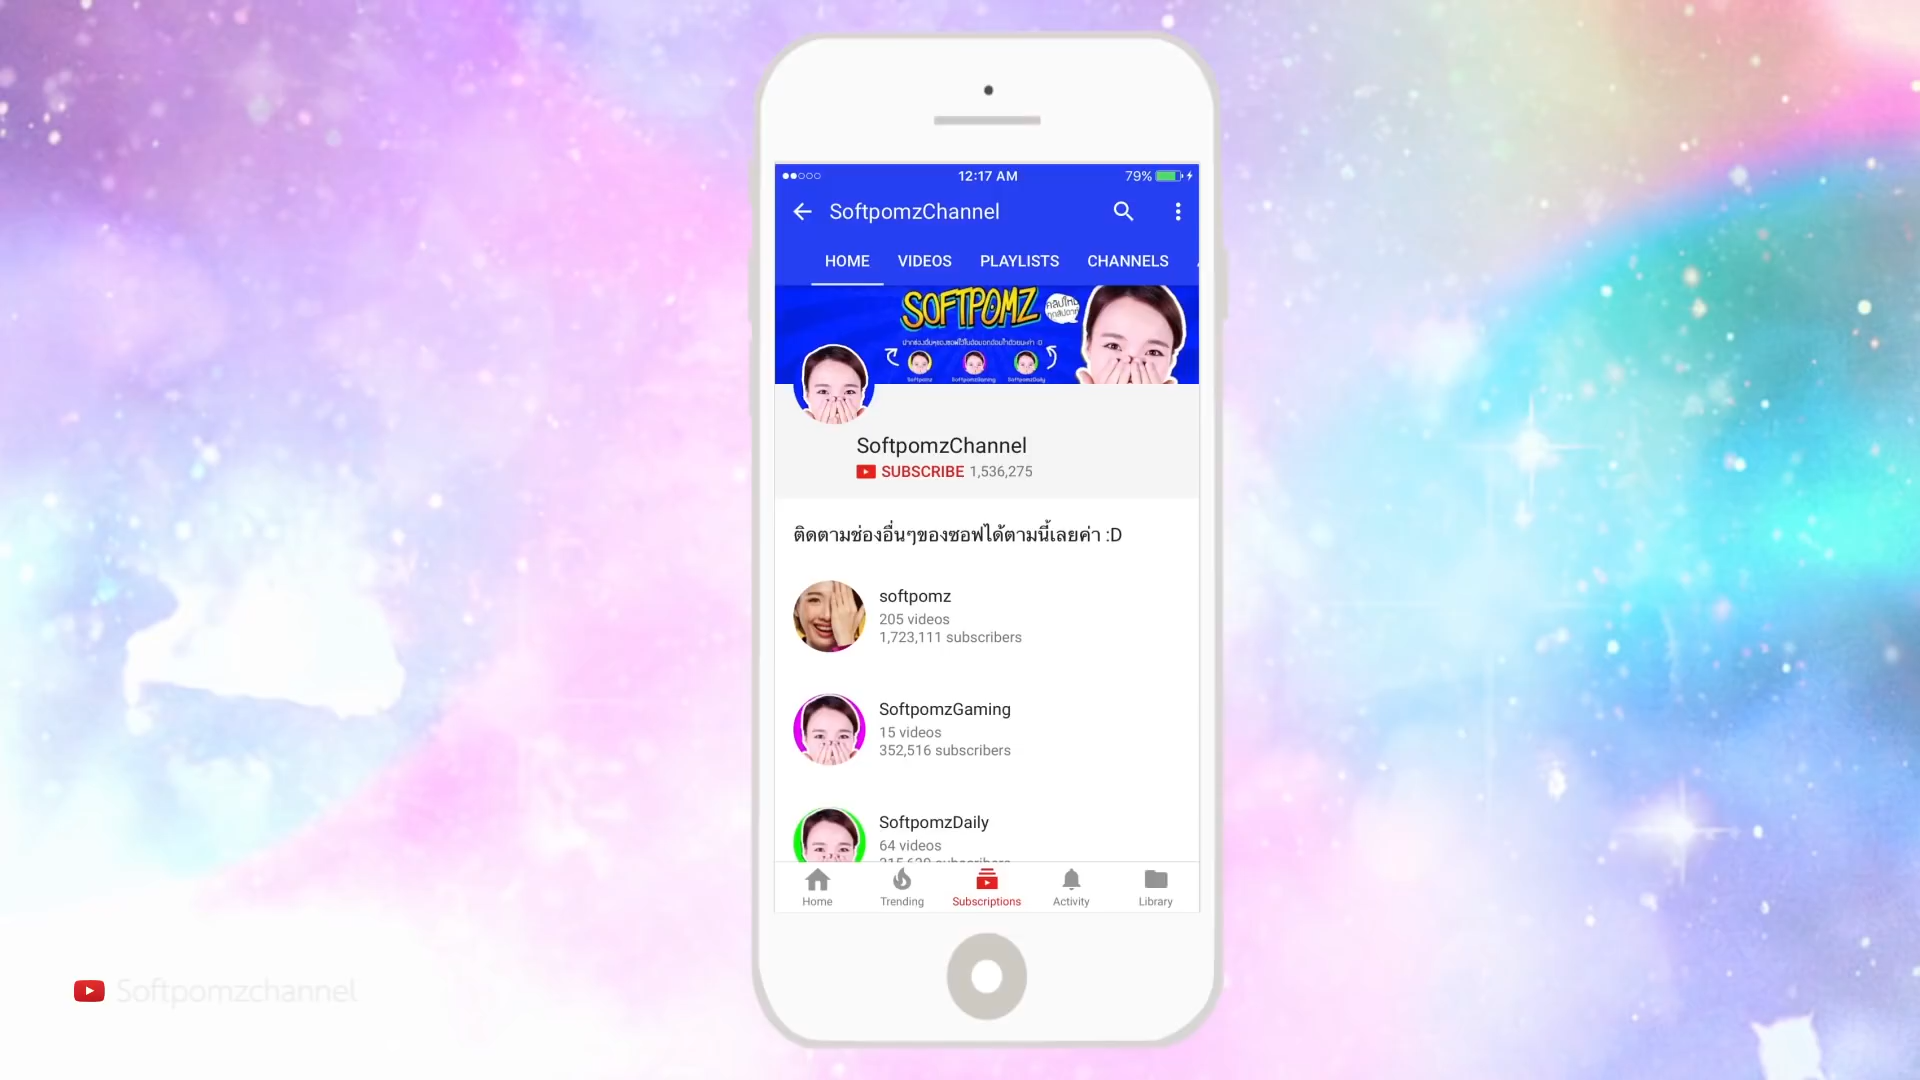 12:17 AM
79%
SoftpomzChannel
HOME VIDEOS PLAYLISTS CHANNELS
SOFTPOMZ
Softpomz SoftpomzGaming SoftpomzDaily
SoftpomzChannel
SUBSCRIBE 1,536,275
ติดตามช่องอื่นๆของซอฟได้ตามนี้เลยค่า :D
softpomz
205 videos
1,723,111 subscribers
SoftpomzGaming
15 videos
352,516 subscribers
SoftpomzDaily
64 videos
Home Trending Subscriptions Activity Library
Softpomzchannel